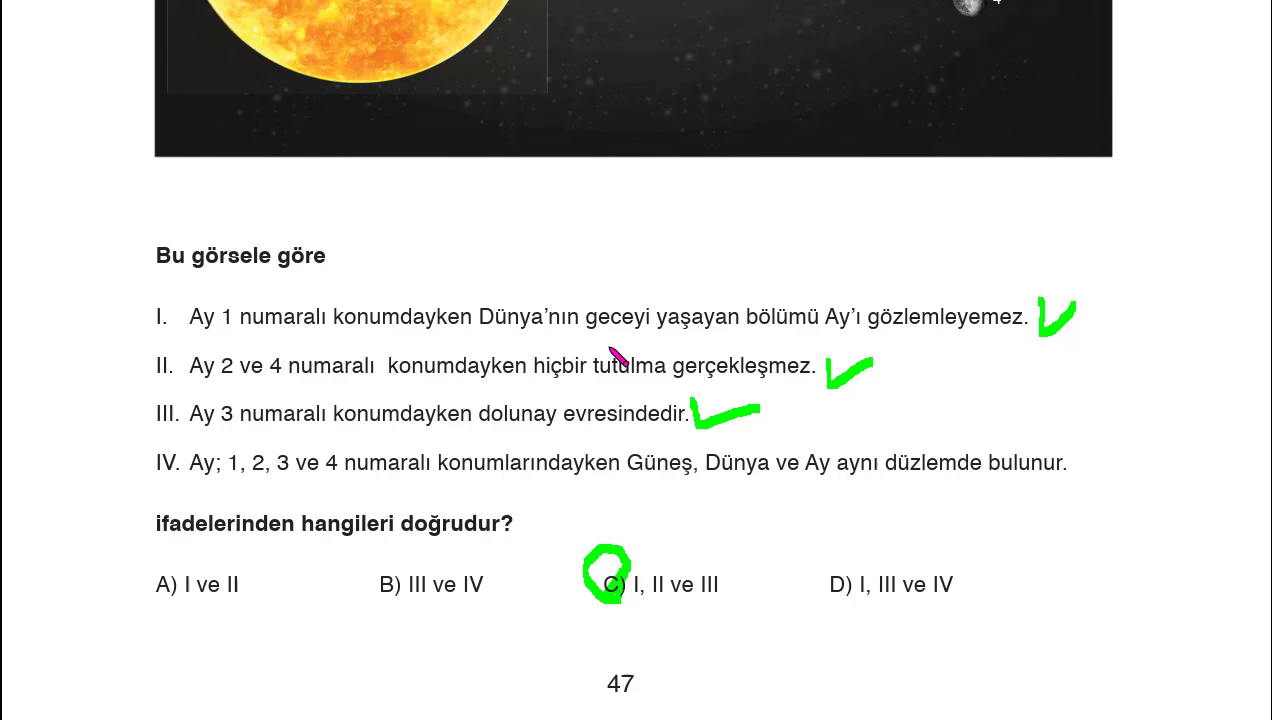 4
Bu görsele göre
I. Ay 1 numaralı konumdayken Dünya’nın geceyi yaşayan bölümü Ay’ı gözlemleyemez.
II. Ay 2 ve 4 numaralı konumdayken hiçbir tutulma gerçekleşmez.
III. Ay 3 numaralı konumdayken dolunay evresindedir.
IV. Ay; 1, 2, 3 ve 4 numaralı konumlarındayken Güneş, Dünya ve Ay aynı düzlemde bulunur.
ifadelerinden hangileri doğrudur?
A) I ve II B) III ve IV C) I, II ve III D) I, III ve IV
47